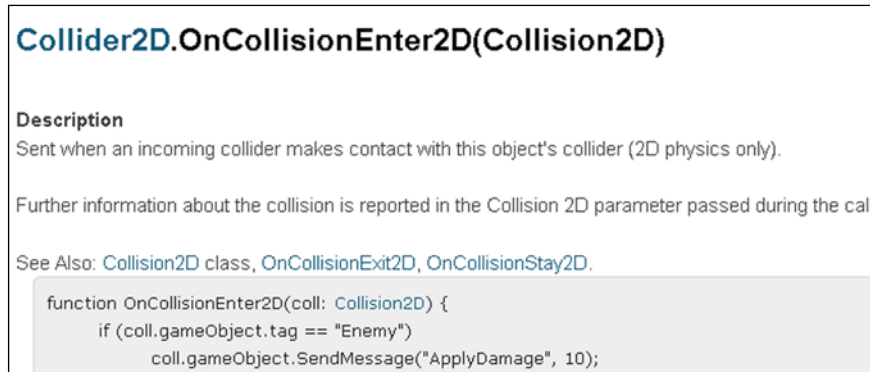 Collider2D.OnCollisionEnter2D(Collision2D)
Description
Sent when an incoming collider makes contact with this object's collider (2D physics only).
Further information about the collision is reported in the Collision 2D parameter passed during the cal
See Also: Collision2D class, OnCollisionExit2D, OnCollisionStay2D.
function OnCollisionEnter2D(coll: Collision2D) {
if (coll.gameObject.tag == "Enemy")
coll.gameObject.SendMessage("ApplyDamage", 10);